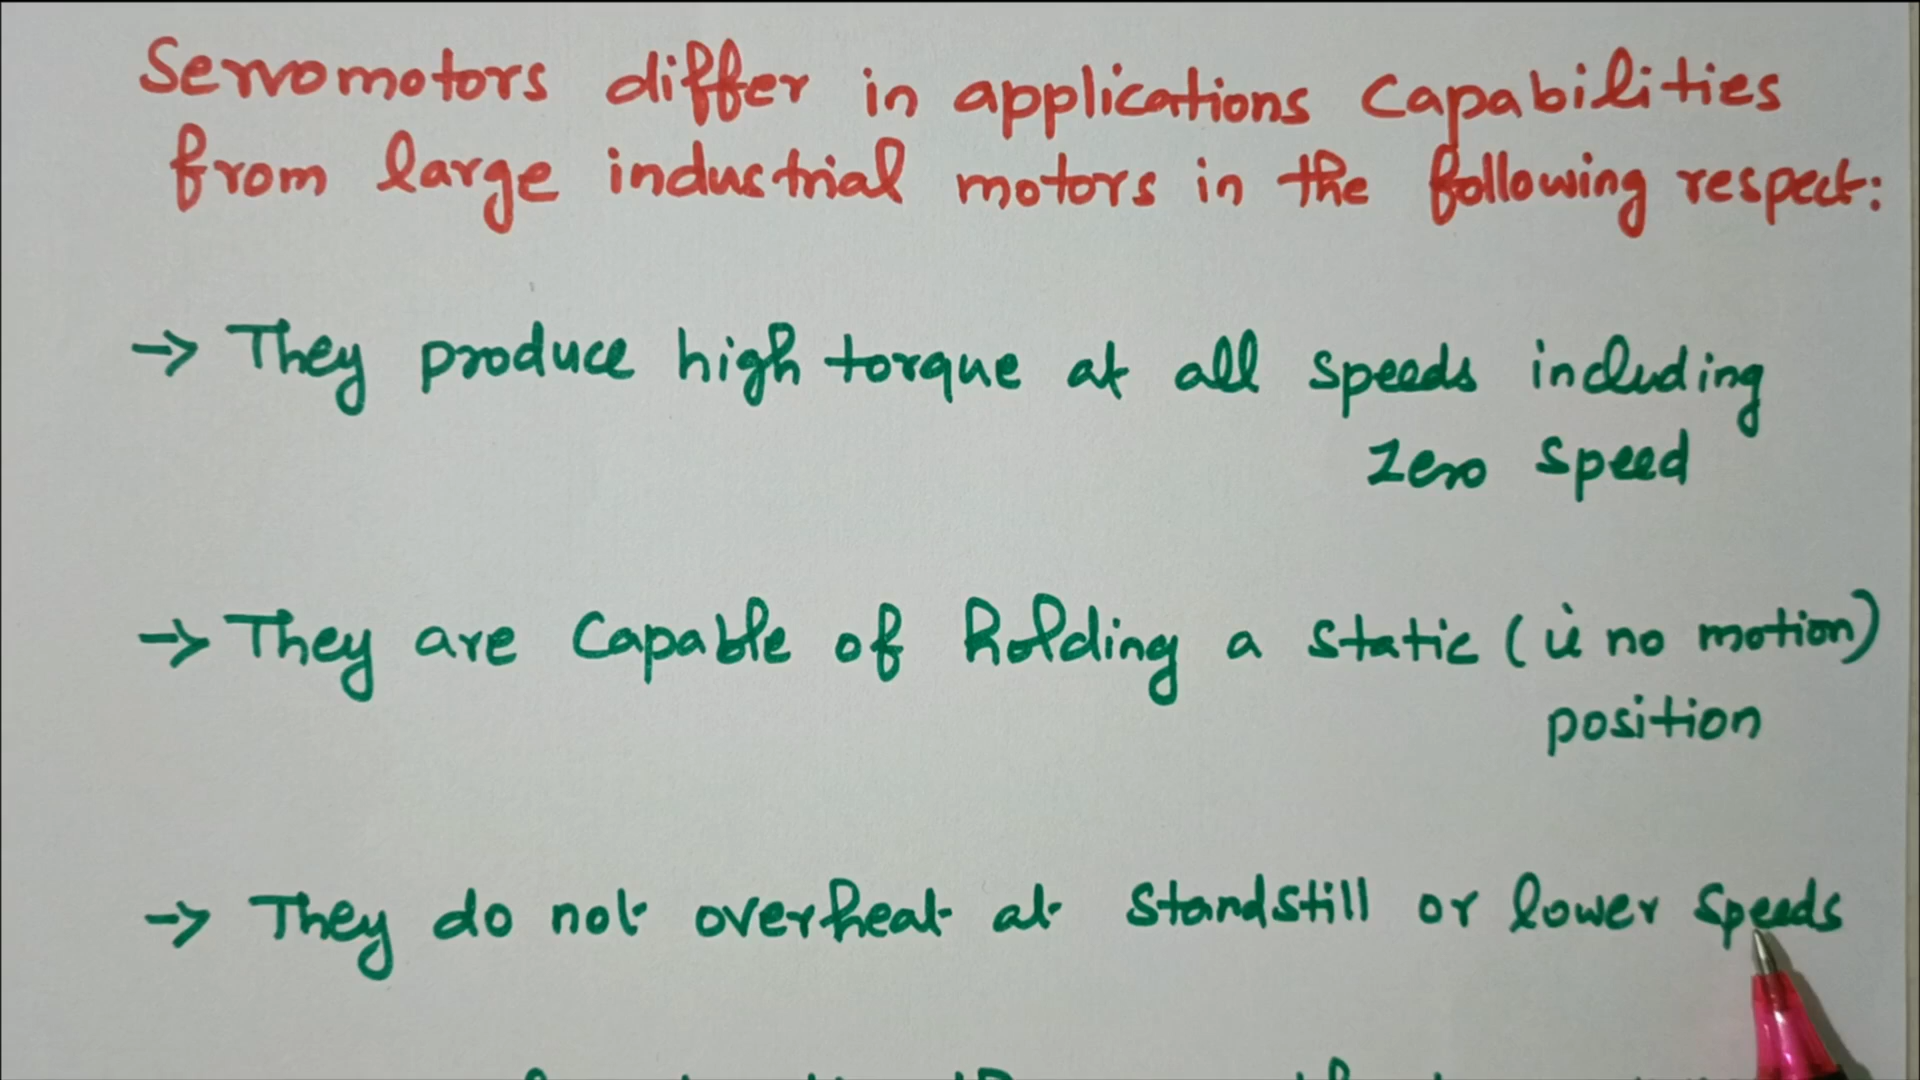 Servomotors differ in applications capabilities
from large industrial motors in the following respect:
→ They produce high torque at all speeds including
zero speed
→ They are capable of holding a static (ie no motion)
position
→ They do not overheat at standstill or lower speeds